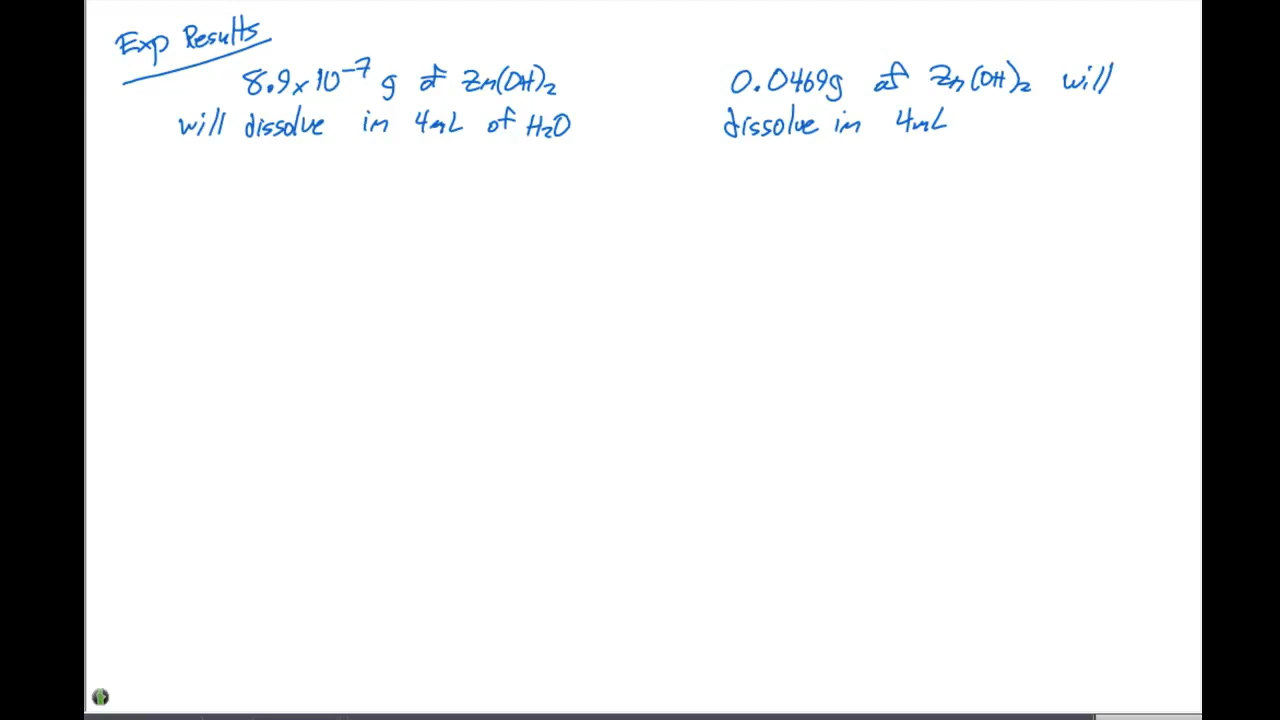 Exp Results
8.9x10⁻⁷ g of Zn(OH)₂
will dissolve in 4mL of H₂O
0.0469g of Zn(OH)₂ will
dissolve in 4mL